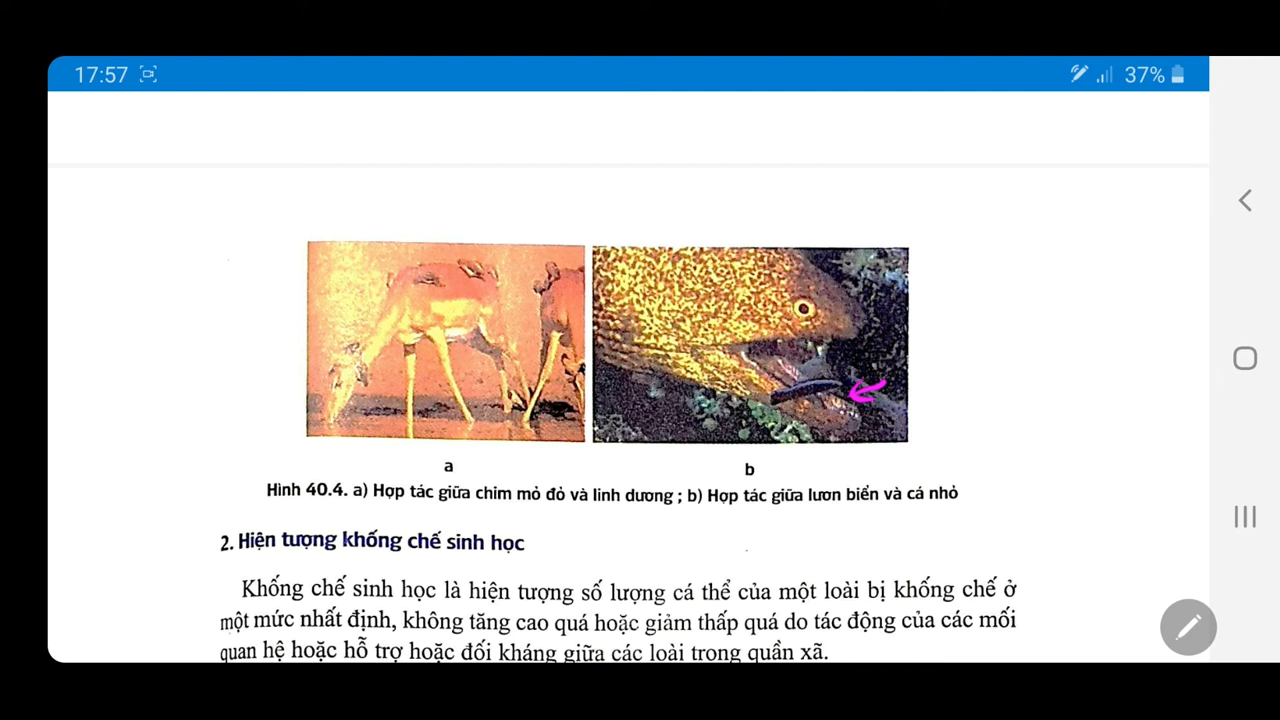 17:57
37%
a
b
Hình 40.4. a) Hợp tác giữa chim mỏ đỏ và linh dương ; b) Hợp tác giữa lươn biển và cá nhỏ
2. Hiện tượng khống chế sinh học
Khống chế sinh học là hiện tượng số lượng cá thể của một loài bị khống chế ở
một mức nhất định, không tăng cao quá hoặc giảm thấp quá do tác động của các mối
quan hệ hoặc hỗ trợ hoặc đối kháng giữa các loài trong quần xã.